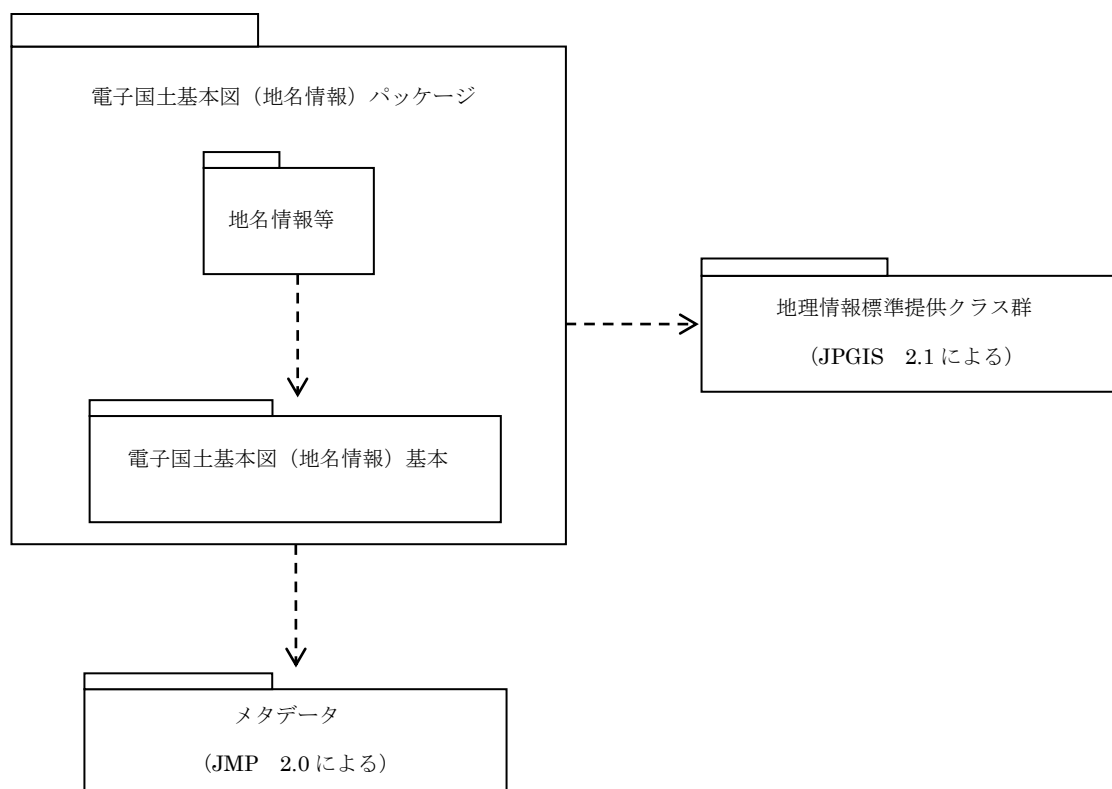 電子国土基本図（地名情報）パッケージ
地名情報等
電子国土基本図（地名情報）基本
地理情報標準提供クラス群
（JPGIS　2.1 による）
メタデータ
（JMP　2.0 による）